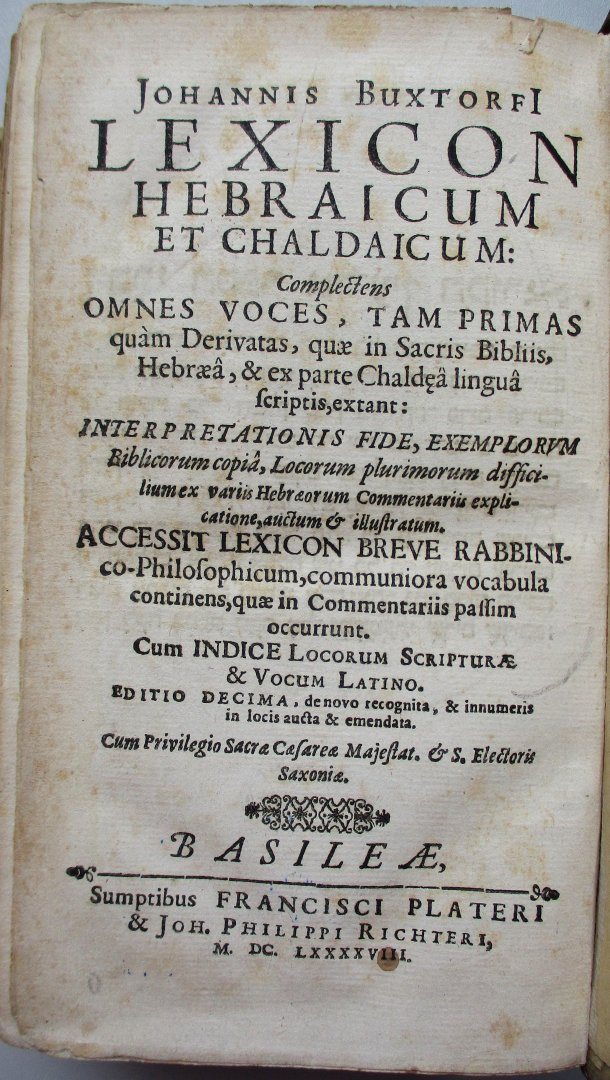 JOHANNIS BUXTORFI
LEXICON
HEBRAICUM
ET CHALDAICUM:
Complectens
OMNES VOCES, TAM PRIMAS
quàm Derivatas, quæ in Sacris Bibliis,
Hebræâ, & ex parte Chaldęâ linguâ
ſcriptis, extant:
INTERPRETATIONIS FIDE, EXEMPLORVM
Biblicorum copiâ, Locorum plurimorum diffici-
lium ex variis Hebræorum Commentariis expli-
catione, auctum & illuſtratum.
ACCESSIT LEXICON BREVE RABBINI-
co-Philoſophicum, communiora vocabula
continens, quæ in Commentariis paſſim
occurrunt.
Cum INDICE LOCORUM SCRIPTURÆ
& VOCUM LATINO.
EDITIO DECIMA, de novo recognita, & innumeris
in locis aucta & emendata.
Cum Privilegio Sacræ Cæſareæ Majeſtat. & S. Electoris
Saxoniæ.
BASILEÆ,
Sumptibus FRANCISCI PLATERI
& JOH. PHILIPPI RICHTERI,
M. DC. LXXXXVIII.